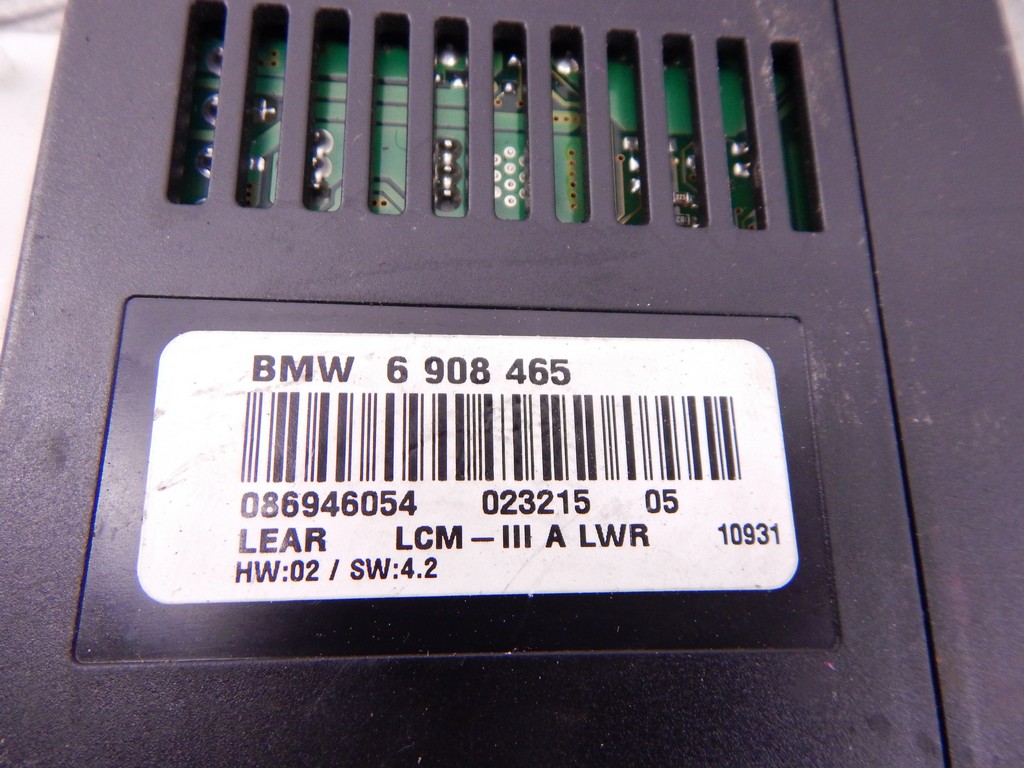 BMW 6 908 465
086946054 023215 05
LEAR LCM – III A LWR 10931
HW:02 / SW:4.2